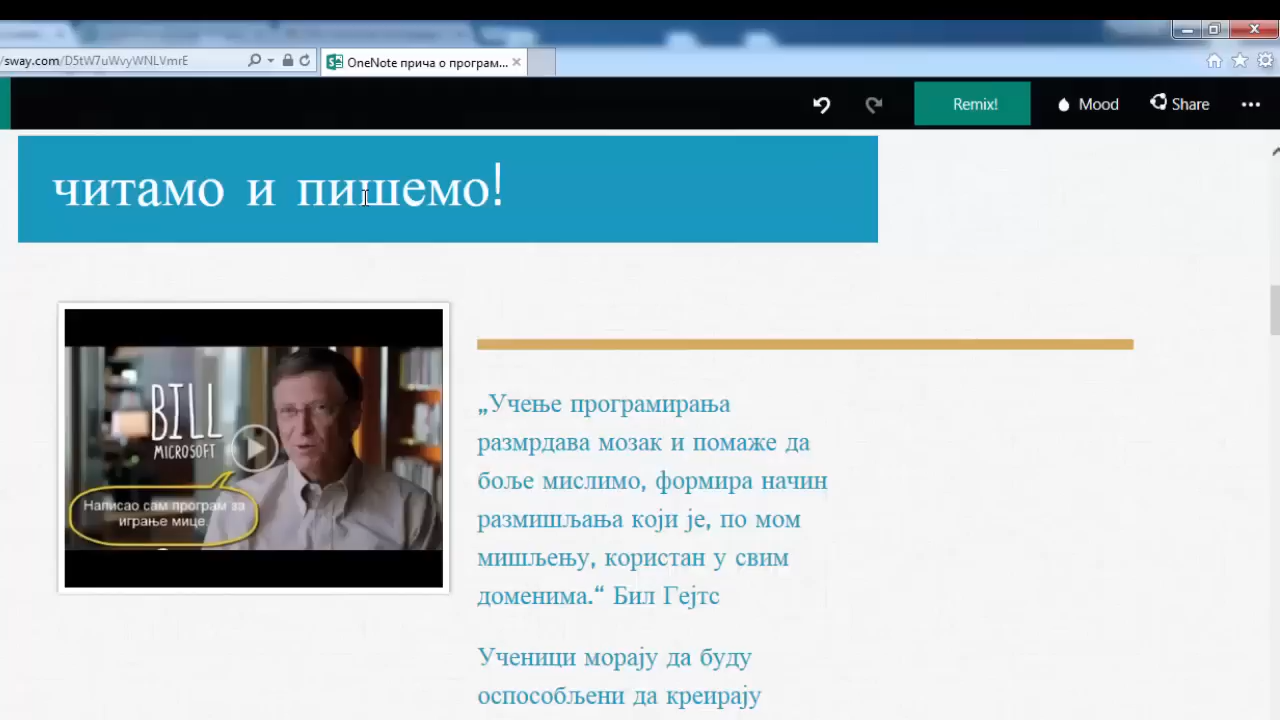 sway.com/D5tW7uWvyWNLVmrE
OneNote прича о програм...
Remix!
Mood
Share
читамо и пишемо!
BILL
MICROSOFT
Написао сам програм за
играње мице.
„Учење програмирања
размрдава мозак и помаже да
боље мислимо, формира начин
размишљања који је, по мом
мишљењу, користан у свим
доменима.“ Бил Гејтс
Ученици морају да буду
оспособљени да креирају